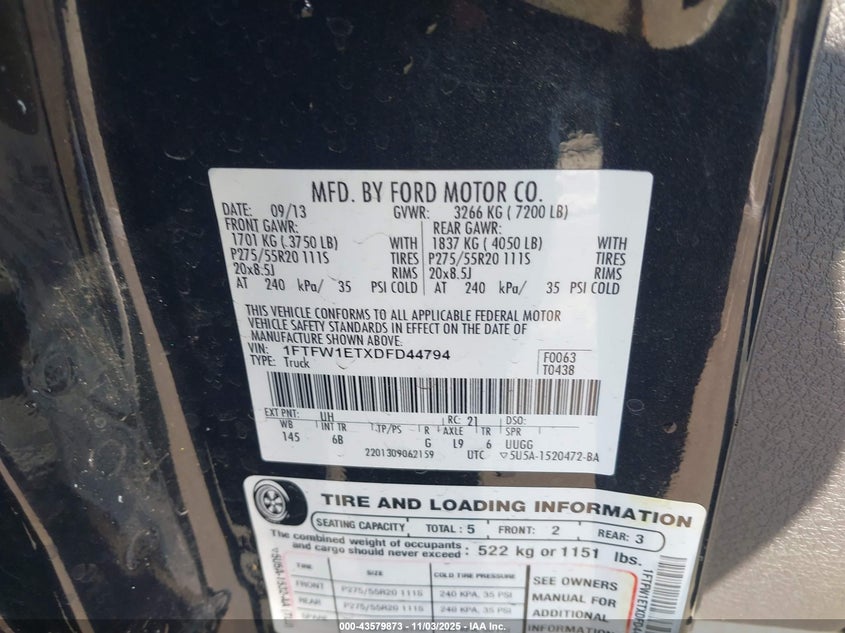 MFD. BY FORD MOTOR CO.
DATE: 09/13 GVWR: 3266 KG ( 7200 LB)
FRONT GAWR: REAR GAWR:
1701 KG ( 3750 LB) WITH 1837 KG ( 4050 LB) WITH
P275/55R20 111S TIRES P275/55R20 111S TIRES
20x8.5J RIMS 20x8.5J RIMS
AT 240 kPa/ 35 PSI COLD AT 240 kPa/ 35 PSI COLD
THIS VEHICLE CONFORMS TO ALL APPLICABLE FEDERAL MOTOR
VEHICLE SAFETY STANDARDS IN EFFECT ON THE DATE OF
MANUFACTURE SHOWN ABOVE.
VIN: 1FTFW1ETXDFD44794 F0063
TYPE: Truck T0438
EXT PNT: UH RC: 21 DSO:
WB INT TR TP/PS R AXLE TR SPR
145 6B G L9 6 UUGG
2201309062159 UTC ▽5U5A-1520472-BA
TIRE AND LOADING INFORMATION
SEATING CAPACITY TOTAL : 5 FRONT: 2 REAR: 3
The combined weight of occupants
and cargo should never exceed : 522 kg or 1151 lbs.
TIRE SIZE COLD TIRE PRESSURE
FRONT P275/55R20 111S 240 KPA, 35 PSI
REAR P275/55R20 111S 240 KPA, 35 PSI
SPARE
SEE OWNERS
MANUAL FOR
ADDITIONAL
INFORMATION
000-43579873 - 11/03/2025 - IAA Inc.